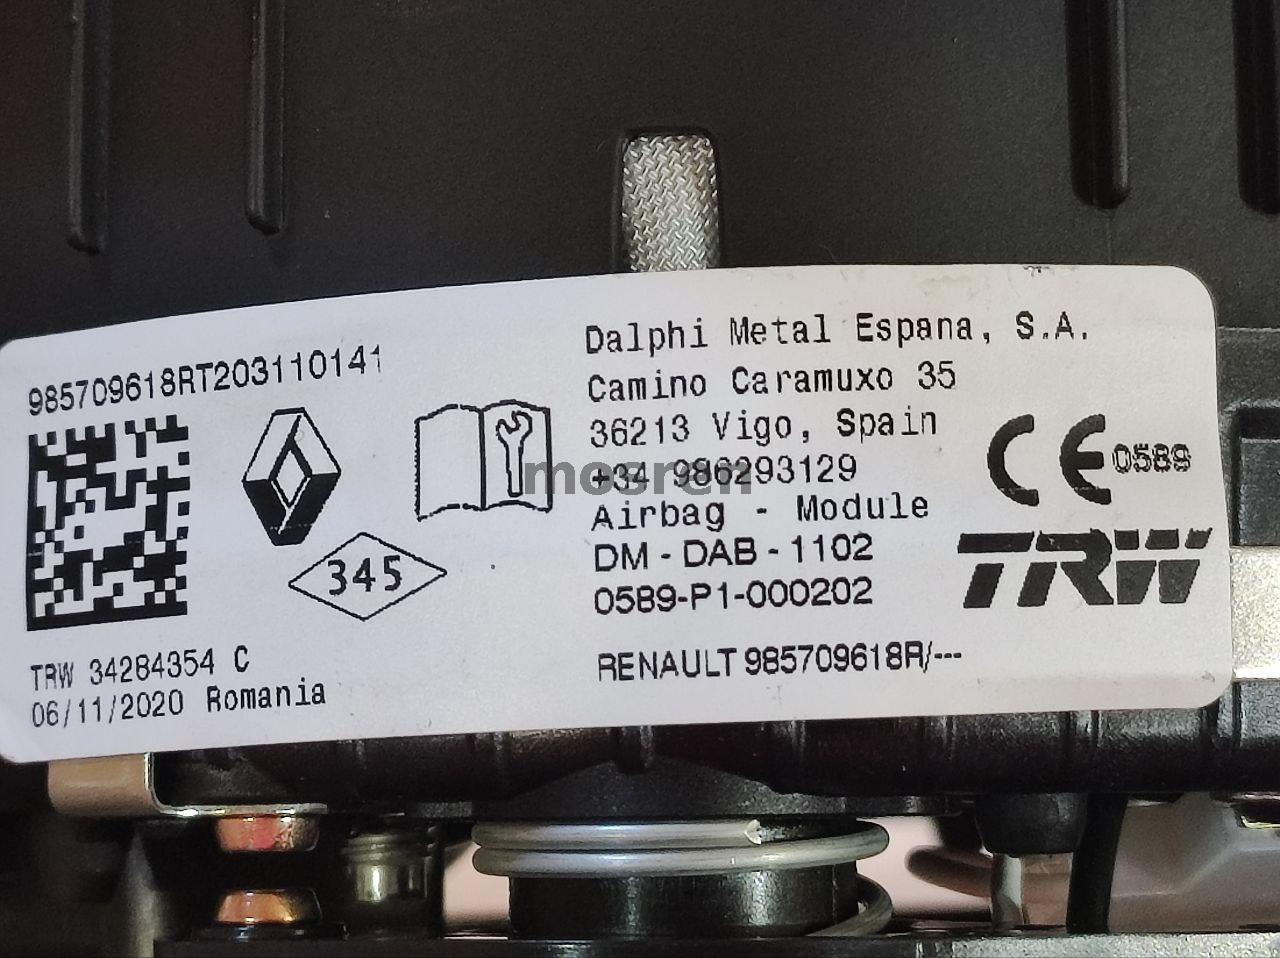 985709618RT203110141
345
TRW 34284354 C
06/11/2020 Romania
Dalphi Metal Espana, S.A.
Camino Caramuxo 35
36213 Vigo, Spain
+34 986293129
Airbag - Module
DM - DAB - 1102
0589-P1-000202
RENAULT 985709618R/---
CE 0589
TRW
mosren